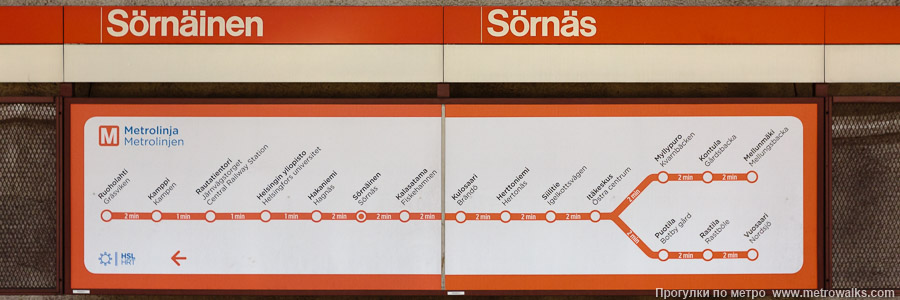 Sörnäinen
Sörnäs
M Metrolinja
Metrolinjen
Ruoholahti
Gräsviken
Kamppi
Kampen
Rautatientori
Järnvägstorget
Central Railway Station
Helsingin yliopisto
Helsingfors universitet
Hakaniemi
Hagnäs
Sörnäinen
Sörnäs
Kalasatama
Fiskehamnen
Kulosaari
Brändö
Herttoniemi
Hertonäs
Siilitie
Igelkottsvägen
Itäkeskus
Östra centrum
Myllypuro
Kvarnbäcken
Kontula
Gårdsbacka
Mellunmäki
Mellungsbacka
2 min
2 min
2 min
1 min
1 min
1 min
2 min
2 min
2 min
2 min
2 min
2 min
2 min
2 min
2 min
Puotila
Botby gård
Rastila
Rastböle
Vuosaari
Nordsjö
2 min
2 min
HSL
HRT
Прогулки по метро www.metrowalks.com